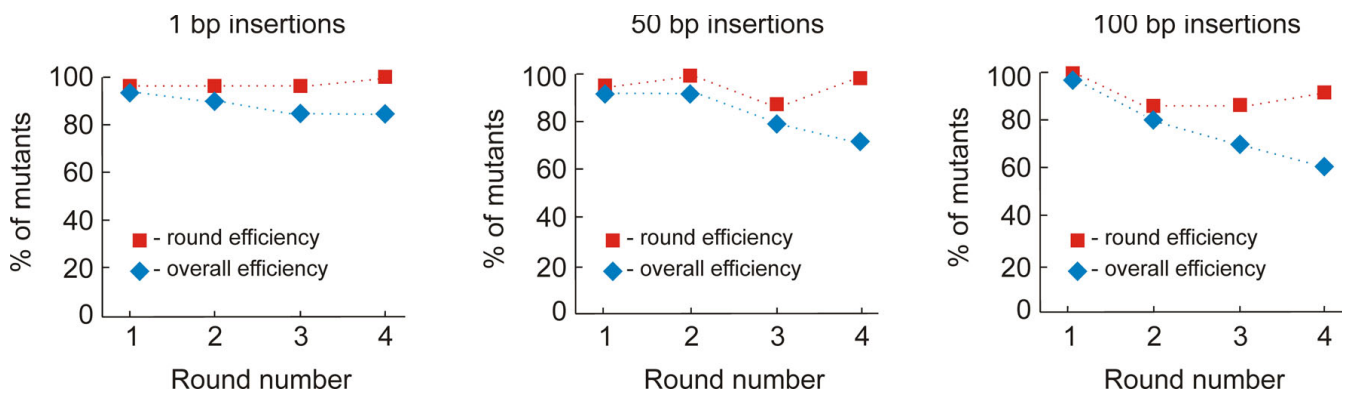 1 bp insertions
100
80
60
40
20
0
% of mutants
- round efficiency
- overall efficiency
1 2 3 4
Round number
50 bp insertions
100
80
60
40
20
0
% of mutants
- round efficiency
- overall efficiency
1 2 3 4
Round number
100 bp insertions
100
80
60
40
20
0
% of mutants
- round efficiency
- overall efficiency
1 2 3 4
Round number